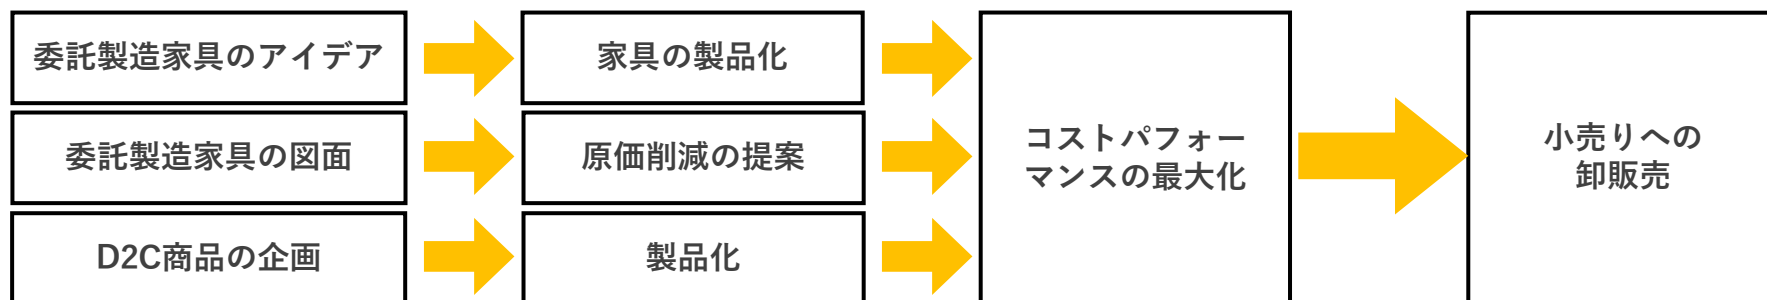 委託製造家具のアイデア
家具の製品化
委託製造家具の図面
原価削減の提案
D2C商品の企画
製品化
コストパフォー
マンスの最大化
小売りへの
卸販売